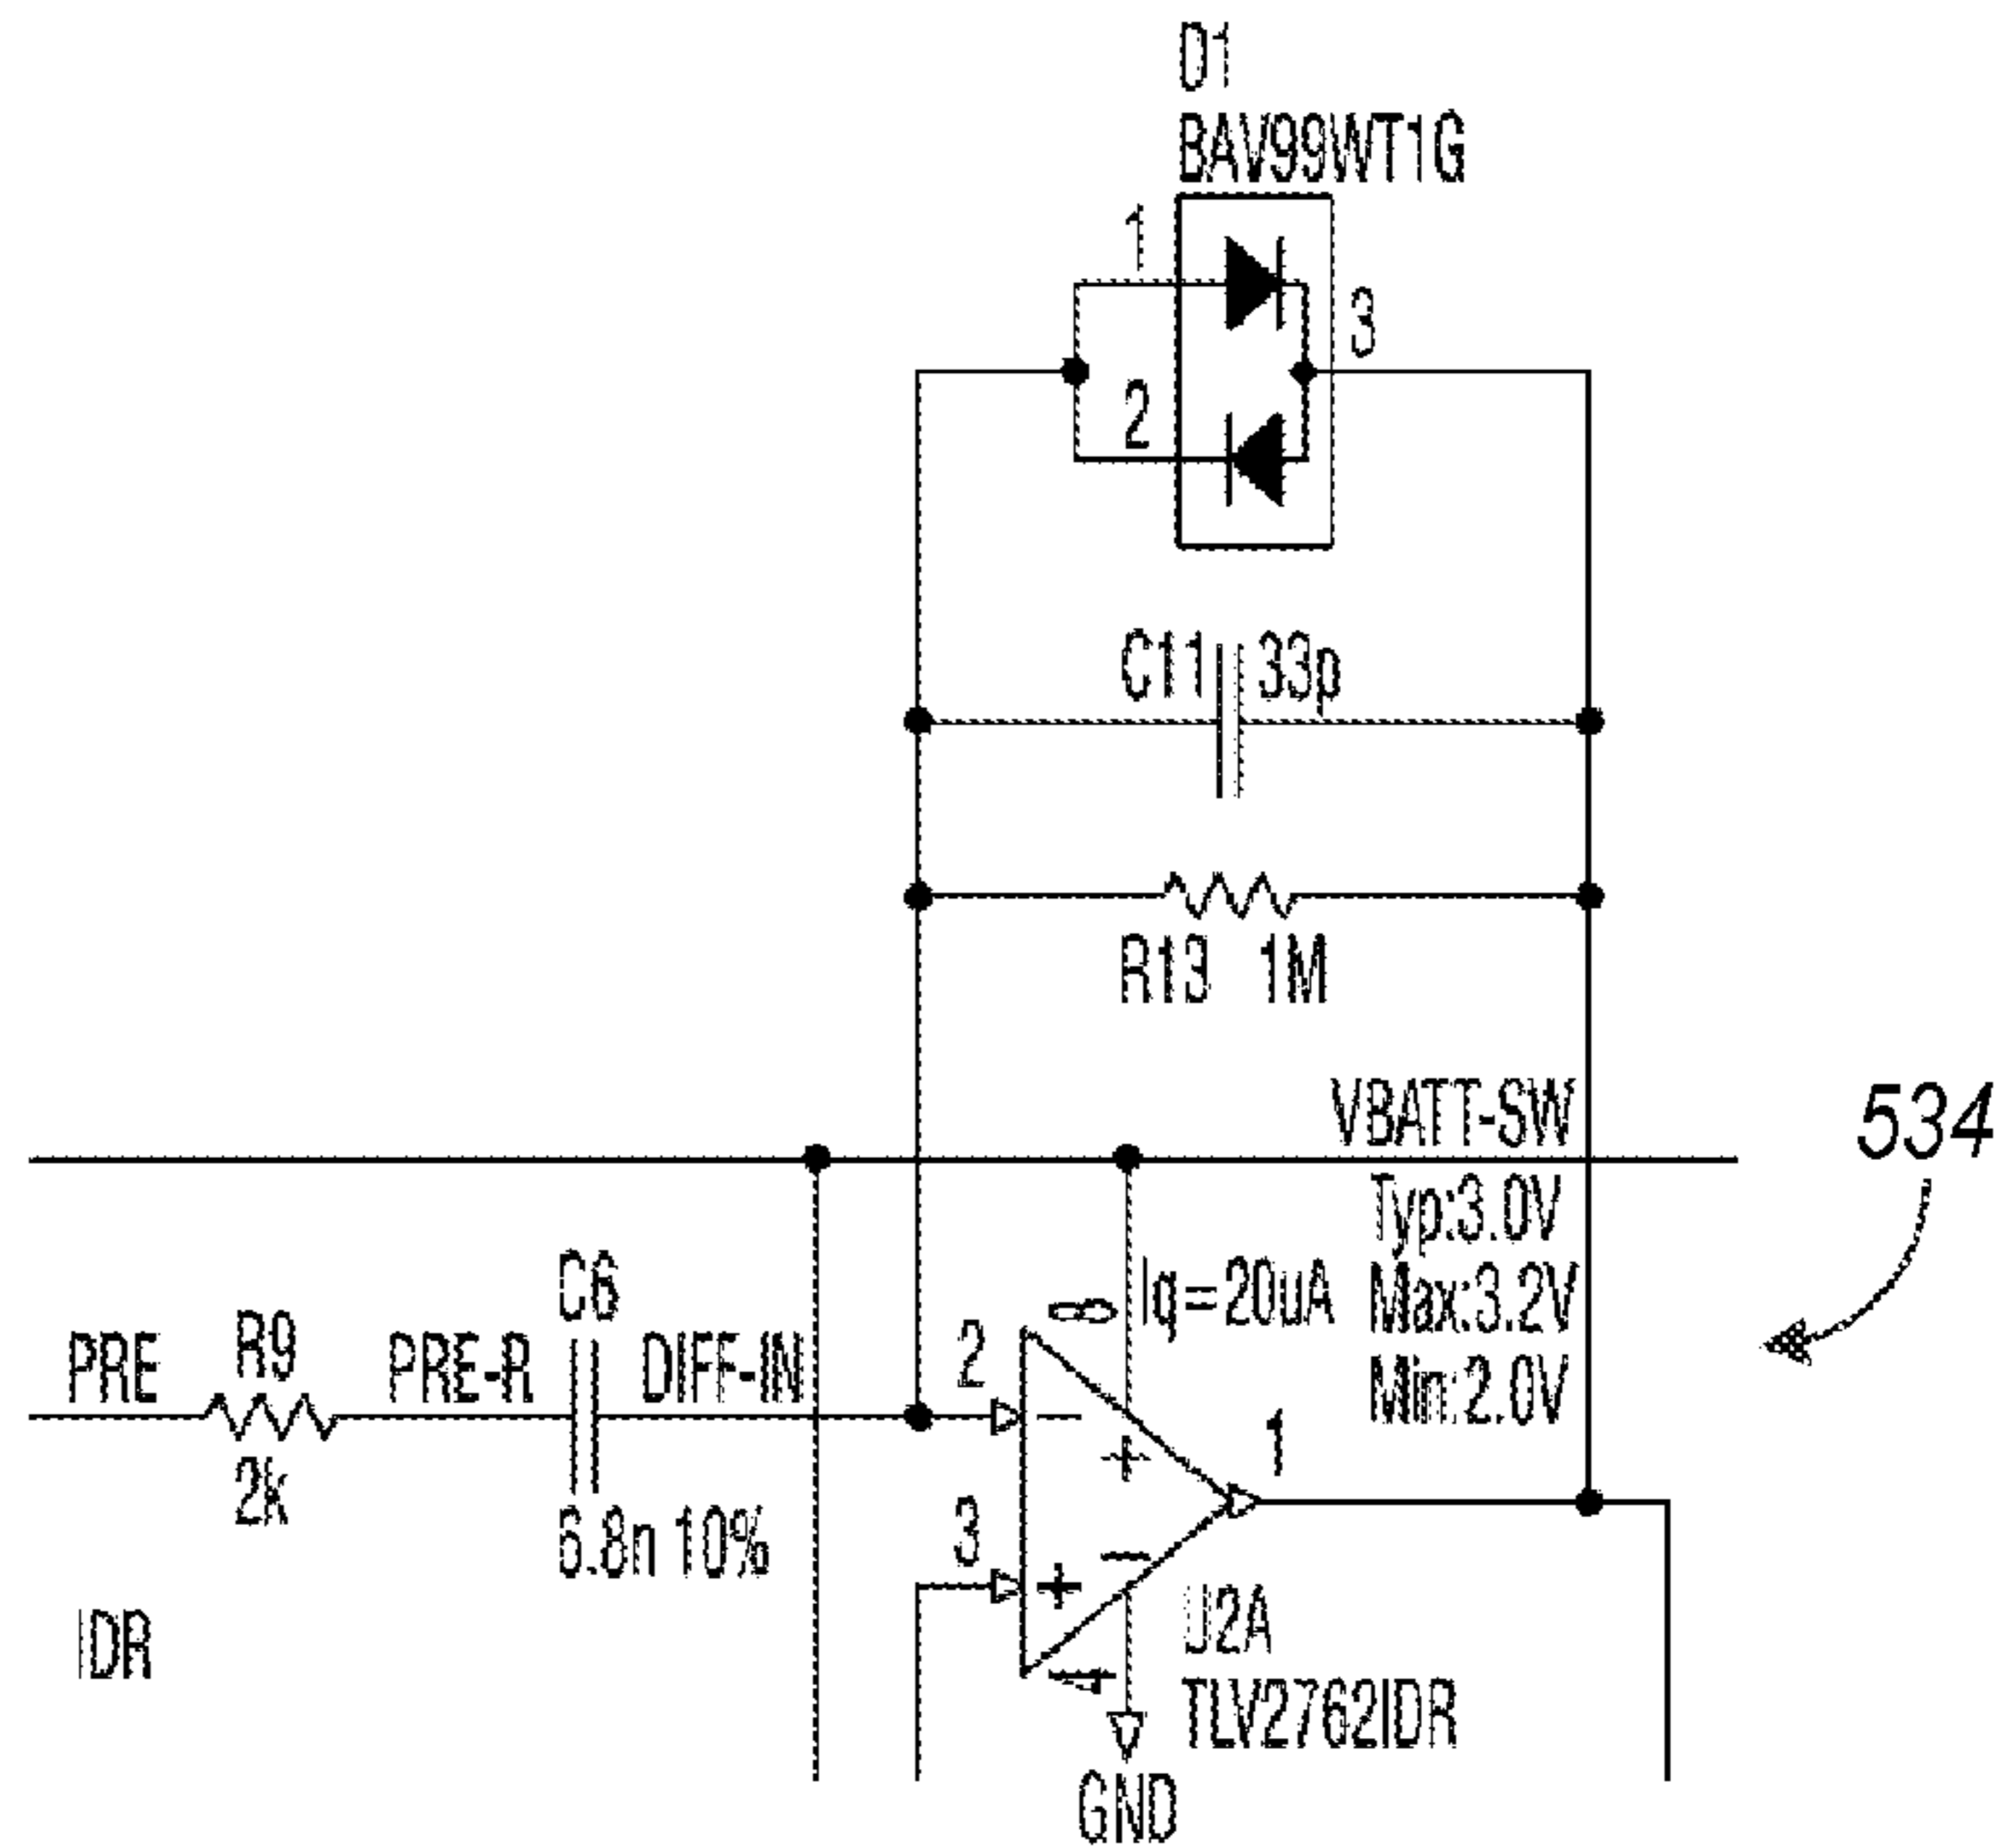 D1
BAV99WT1G
1
3
2
C11 33p
R13 1M
VBATT-SW
534
Typ:3.0V
Max:3.2V
Min:2.0V
Iq=20uA
8
C6
R9
PRE
PRE-R
DIFF-IN
2
-
+
1
2k
6.8n 10%
3
+
-
IDR
U2A
4
TLV2762IDR
GND